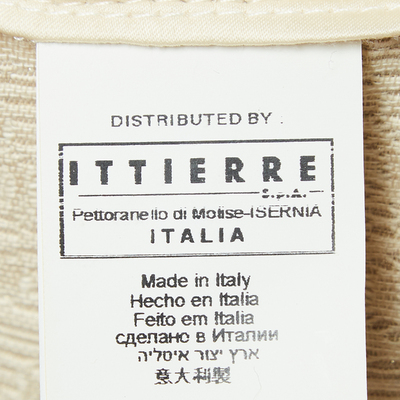 DISTRIBUTED BY :
ITTIERRE
S.P.A.
Pettoranello di Molise-ISERNIA
ITALIA
Made in Italy
Hecho en Italia
Feito em Italia
сделано в Италии
ארץ יצור איטליה
意大利製